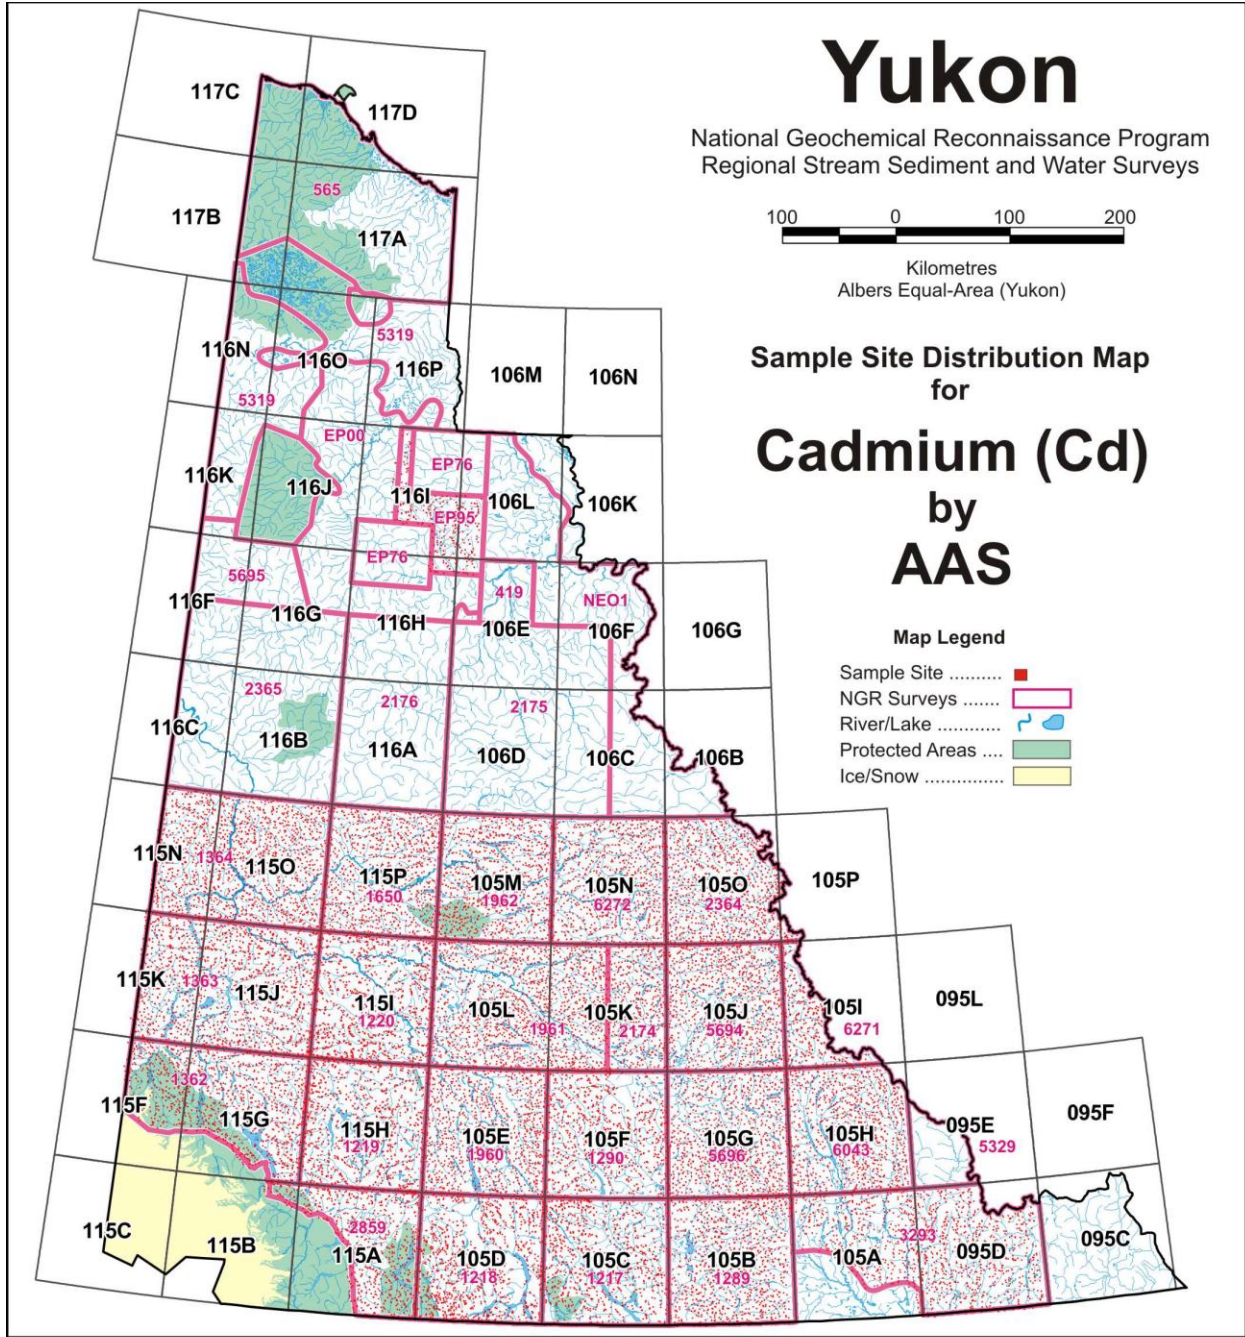 Yukon
National Geochemical Reconnaissance Program
Regional Stream Sediment and Water Surveys
100 0 100 200
Kilometres
Albers Equal-Area (Yukon)
Sample Site Distribution Map
for
Cadmium (Cd)
by
AAS
Map Legend
Sample Site ..........
NGR Surveys .......
River/Lake ............
Protected Areas ....
Ice/Snow ...............
117C
117D
565
117B
117A
5319
116N
116O
116P
106M
106N
5319
EP00
EP76
116K
116J
116I
106L
106K
EP95
EP76
5695
419
NEO1
116F
116G
116H
106E
106F
106G
2365
2176
2175
116C
116B
116A
106D
106C
106B
115N
1364
115O
115P
105M
105N
105O
105P
1650
1962
6272
2364
115K
1363
115J
115I
105L
105K
105J
105I
095L
1220
1961
2174
5694
6271
1362
115F
115G
115H
105E
105F
105G
105H
095E
095F
1219
1960
1290
5696
6043
5329
2859
3293
115C
115B
115A
105D
105C
105B
105A
095D
095C
1218
1217
1289